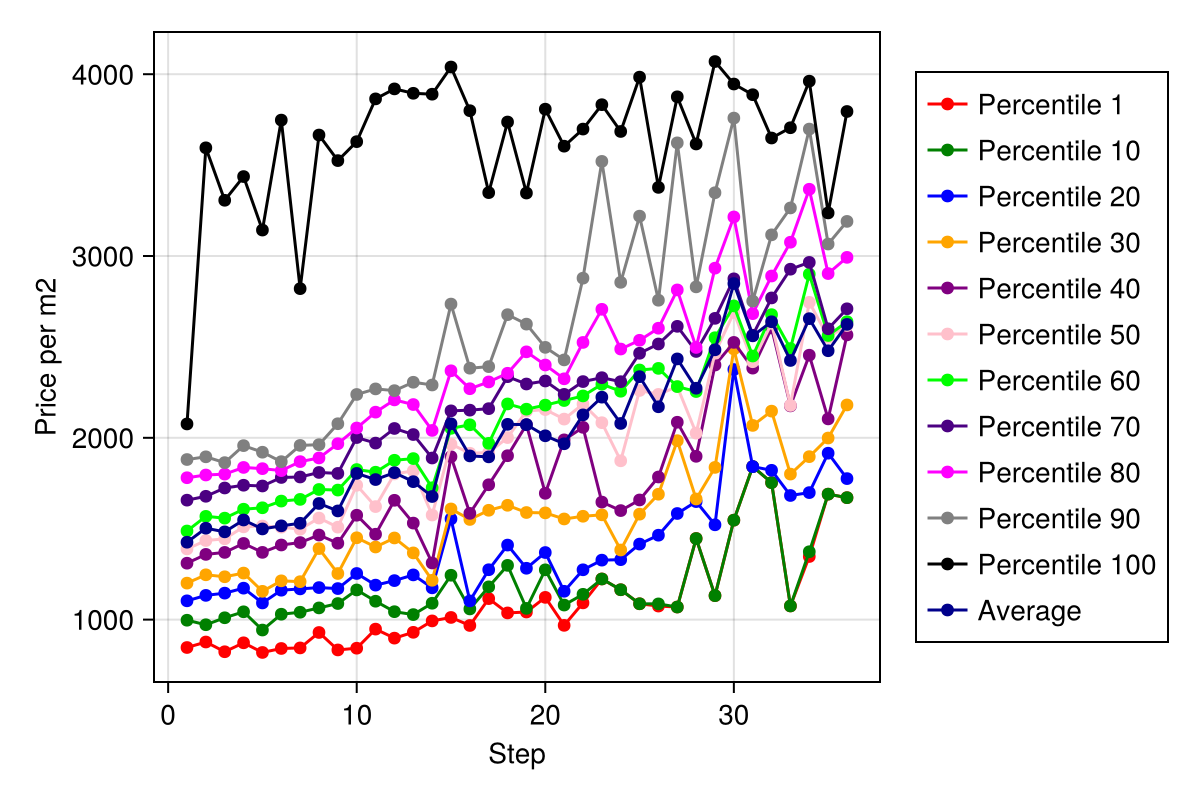 Price per m2
4000
3000
2000
1000
0 10 20 30
Step
Percentile 1
Percentile 10
Percentile 20
Percentile 30
Percentile 40
Percentile 50
Percentile 60
Percentile 70
Percentile 80
Percentile 90
Percentile 100
Average